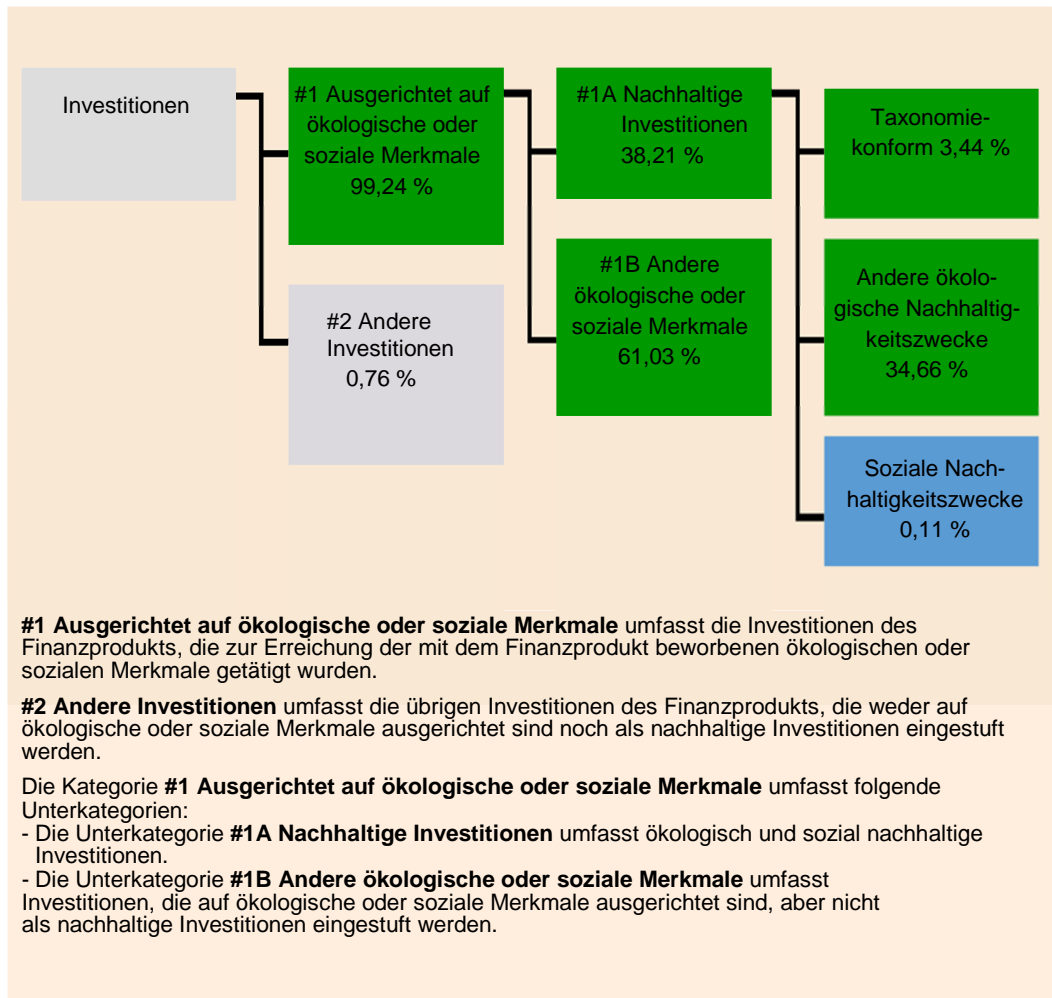 Investitionen
#1 Ausgerichtet auf
ökologische oder
soziale Merkmale
99,24 %
#2 Andere
Investitionen
0,76 %
#1A Nachhaltige
Investitionen
38,21 %
#1B Andere
ökologische oder
soziale Merkmale
61,03 %
Taxonomie-
konform 3,44 %
Andere ökolo-
gische Nachhaltig-
keitszwecke
34,66 %
Soziale Nach-
haltigkeitszwecke
0,11 %
#1 Ausgerichtet auf ökologische oder soziale Merkmale umfasst die Investitionen des
Finanzprodukts, die zur Erreichung der mit dem Finanzprodukt beworbenen ökologischen oder
sozialen Merkmale getätigt wurden.
#2 Andere Investitionen umfasst die übrigen Investitionen des Finanzprodukts, die weder auf
ökologische oder soziale Merkmale ausgerichtet sind noch als nachhaltige Investitionen eingestuft
werden.
Die Kategorie #1 Ausgerichtet auf ökologische oder soziale Merkmale umfasst folgende
Unterkategorien:
- Die Unterkategorie #1A Nachhaltige Investitionen umfasst ökologisch und sozial nachhaltige
Investitionen.
- Die Unterkategorie #1B Andere ökologische oder soziale Merkmale umfasst
Investitionen, die auf ökologische oder soziale Merkmale ausgerichtet sind, aber nicht
als nachhaltige Investitionen eingestuft werden.